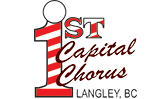 1ST
Capital
Chorus
LANGLEY, BC